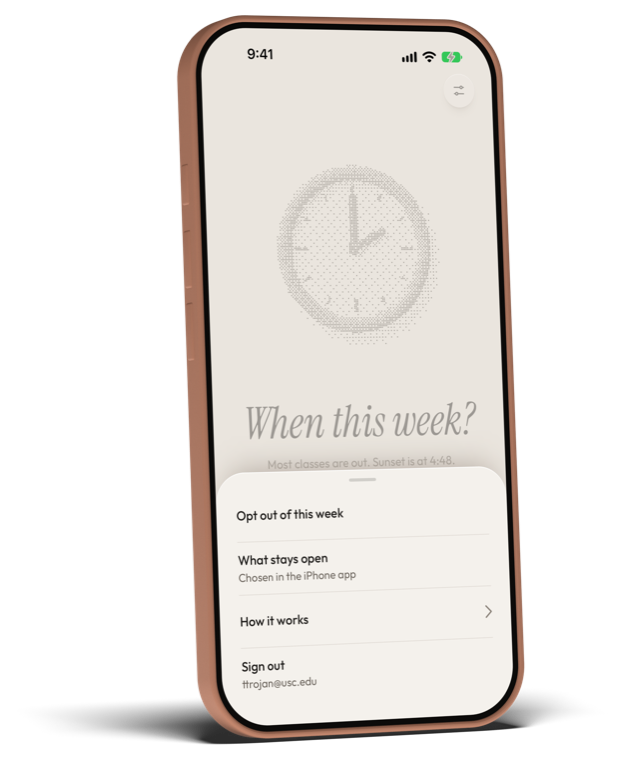 9:41
When this week?
Most classes are out. Sunset is at 4:48.
Opt out of this week
What stays open
Chosen in the iPhone app
How it works
Sign out
ttrojan@usc.edu